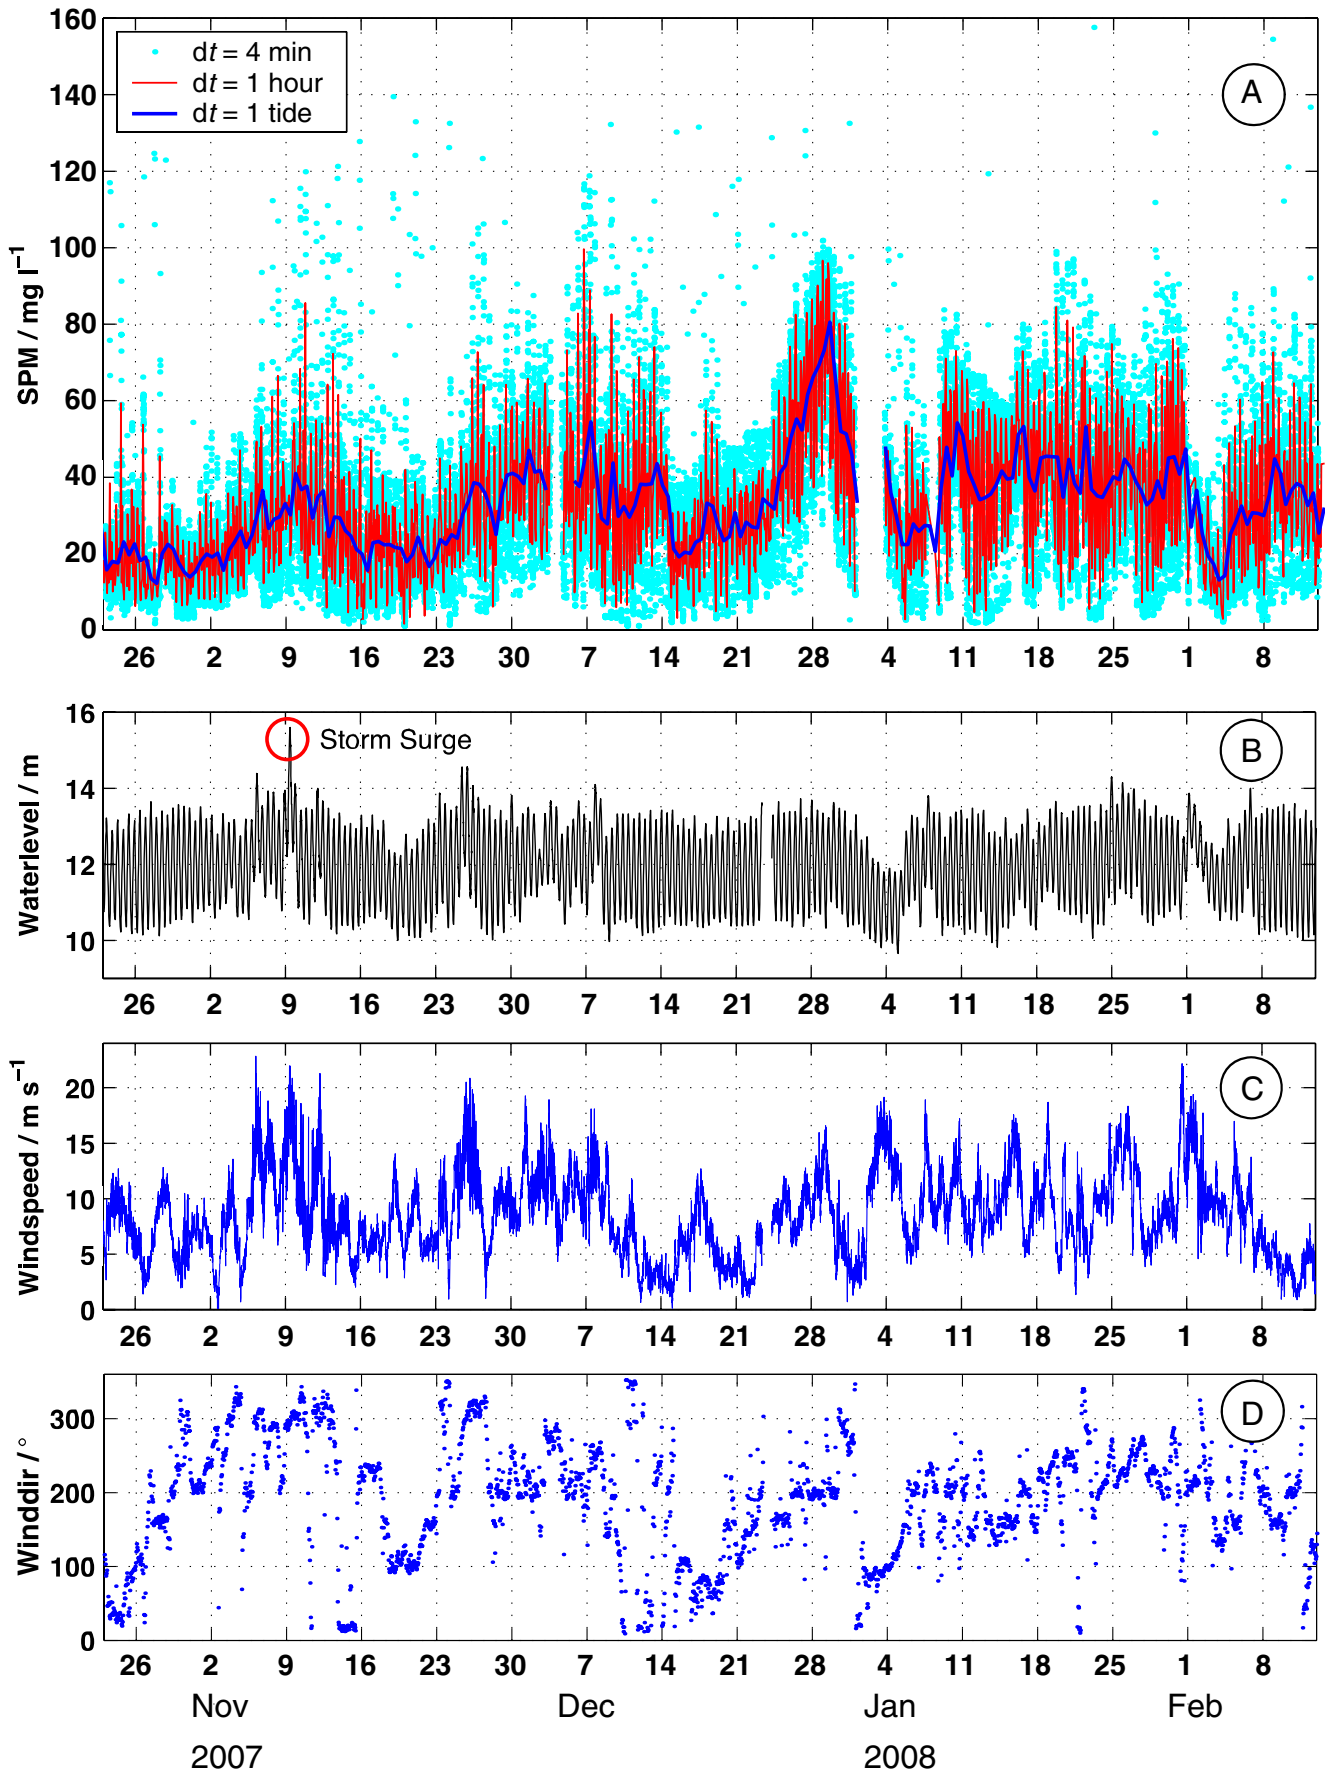 160
140
120
100
80
60
40
20
0
SPM / mg l⁻¹
dt = 4 min
dt = 1 hour
dt = 1 tide
A
26 2 9 16 23 30 7 14 21 28 4 11 18 25 1 8
16
14
12
10
Waterlevel / m
Storm Surge
B
26 2 9 16 23 30 7 14 21 28 4 11 18 25 1 8
20
15
10
5
0
Windspeed / m s⁻¹
C
26 2 9 16 23 30 7 14 21 28 4 11 18 25 1 8
300
200
100
0
Winddir / °
D
26 2 9 16 23 30 7 14 21 28 4 11 18 25 1 8
Nov Dec Jan Feb
2007 2008